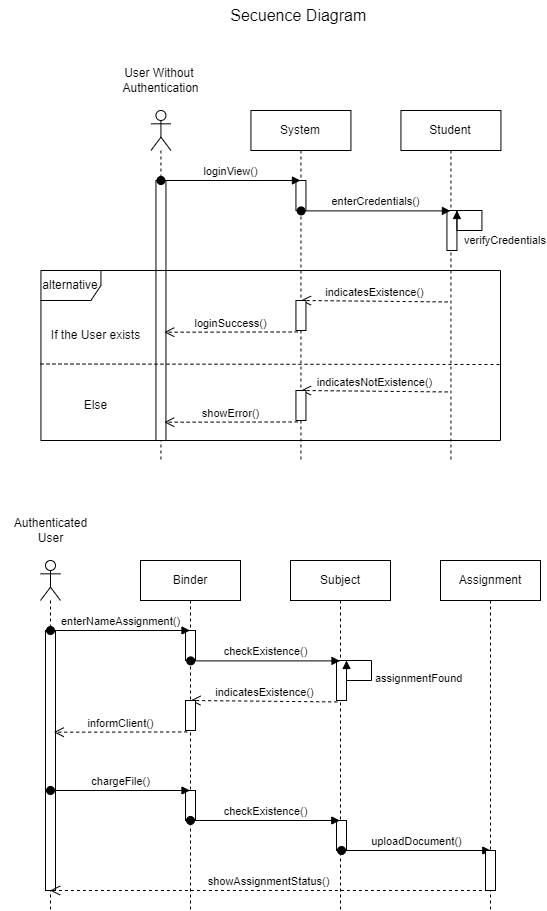 Secuence Diagram
User Without
Authentication
System
Student
loginView()
enterCredentials()
verifyCredentials
alternative
indicatesExistence()
loginSuccess()
If the User exists
indicatesNotExistence()
Else
showError()
Authenticated
User
Binder
Subject
Assignment
enterNameAssignment()
checkExistence()
assignmentFound
indicatesExistence()
informClient()
chargeFile()
checkExistence()
uploadDocument()
showAssignmentStatus()